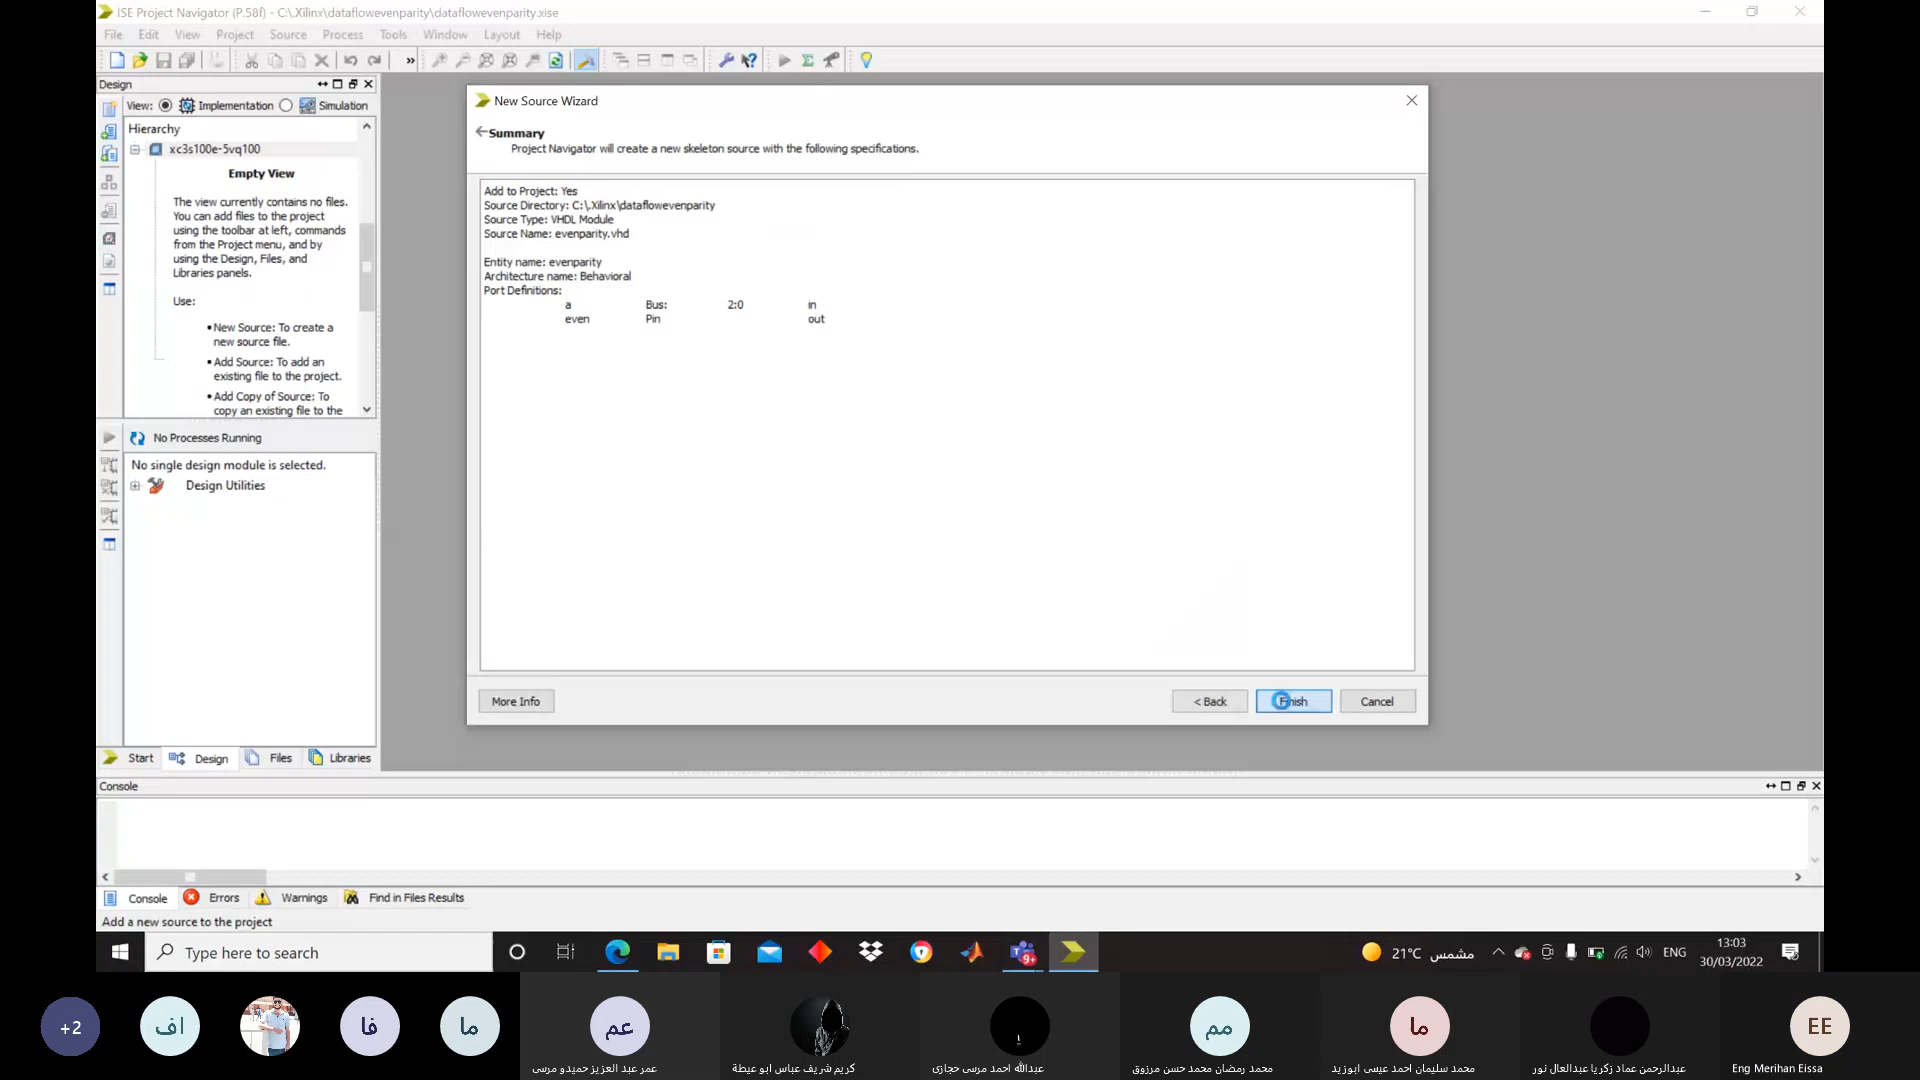 ISE Project Navigator (P.58f) - C:\.Xilinx\dataflowevenparity\dataflowevenparity.xise
File Edit View Project Source Process Tools Window Layout Help
Design
View: Implementation Simulation
Hierarchy
xc3s100e-5vq100
Empty View
The view currently contains no files.
You can add files to the project
using the toolbar at left, commands
from the Project menu, and by
using the Design, Files, and
Libraries panels.
Use:
• New Source: To create a
new source file.
• Add Source: To add an
existing file to the project.
• Add Copy of Source: To
copy an existing file to the
No Processes Running
No single design module is selected.
Design Utilities
Start Design Files Libraries
New Source Wizard
Summary
Project Navigator will create a new skeleton source with the following specifications.
Add to Project: Yes
Source Directory: C:\.Xilinx\dataflowevenparity
Source Type: VHDL Module
Source Name: evenparity.vhd
Entity name: evenparity
Architecture name: Behavioral
Port Definitions:
a Bus: 2:0 in
even Pin out
More Info < Back Finish Cancel
Console
Console Errors Warnings Find in Files Results
Add a new source to the project
Type here to search
9+
21°C مشمس
ENG
13:03
30/03/2022
+2
اف
فا
ما
عم
مم
ما
EE
عمر عبد العزيز حميدو مرسى
كريم شريف عباس ابو عيطة
عبدالله احمد مرسى حجازى
محمد رمضان محمد حسن مرزوق
محمد سليمان احمد عيسى ابوزيد
عبدالرحمن عماد زكريا عبدالعال نور
Eng Merihan Eissa